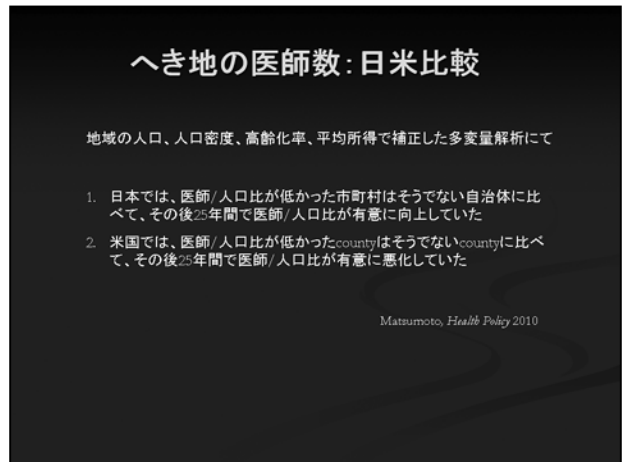 へき地の医師数:日米比較
地域の人口、人口密度、高齢化率、平均所得で補正した多変量解析にて
1. 日本では、医師/人口比が低かった市町村はそうでない自治体に比
べて、その後25年間で医師/人口比が有意に向上していた
2. 米国では、医師/人口比が低かったcountyはそうでないcountyに比べ
て、その後25年間で医師/人口比が有意に悪化していた
Matsumoto, Health Policy 2010